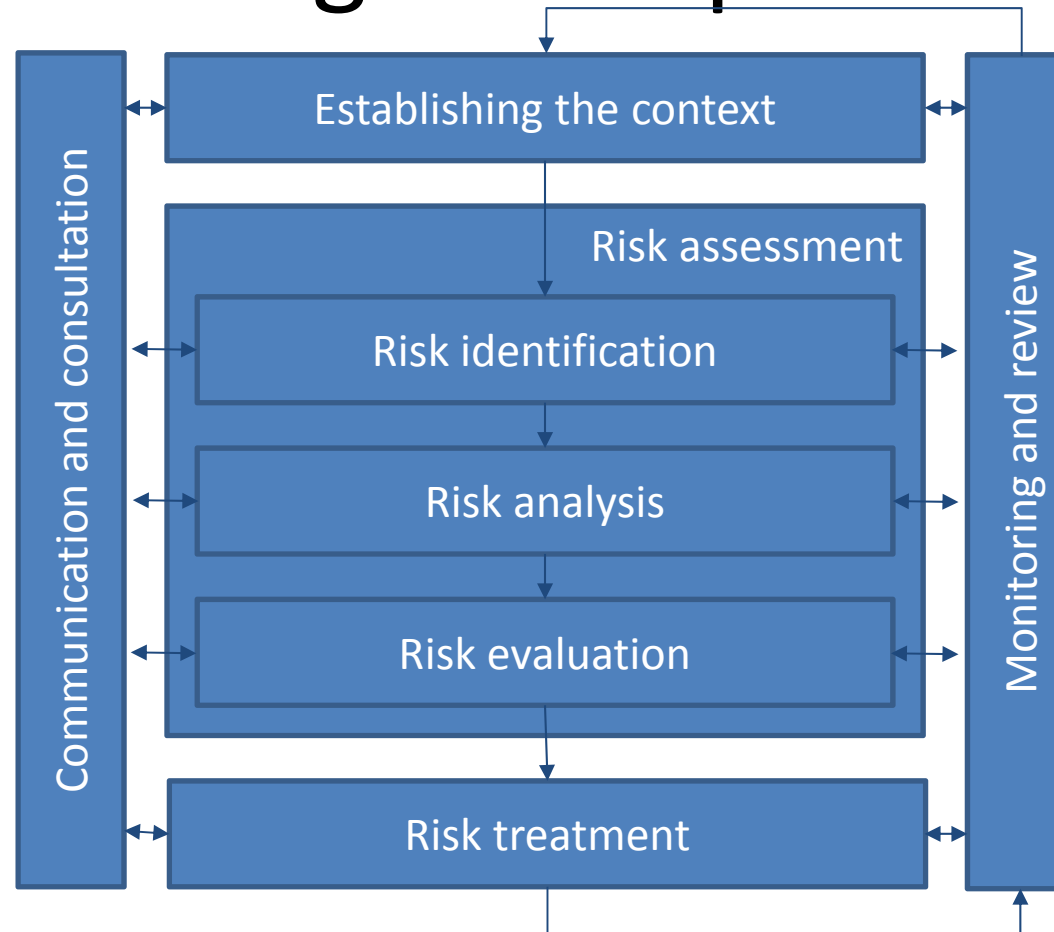 Establishing the context
Communication and consultation
Risk assessment
Risk identification
Risk analysis
Risk evaluation
Risk treatment
Monitoring and review